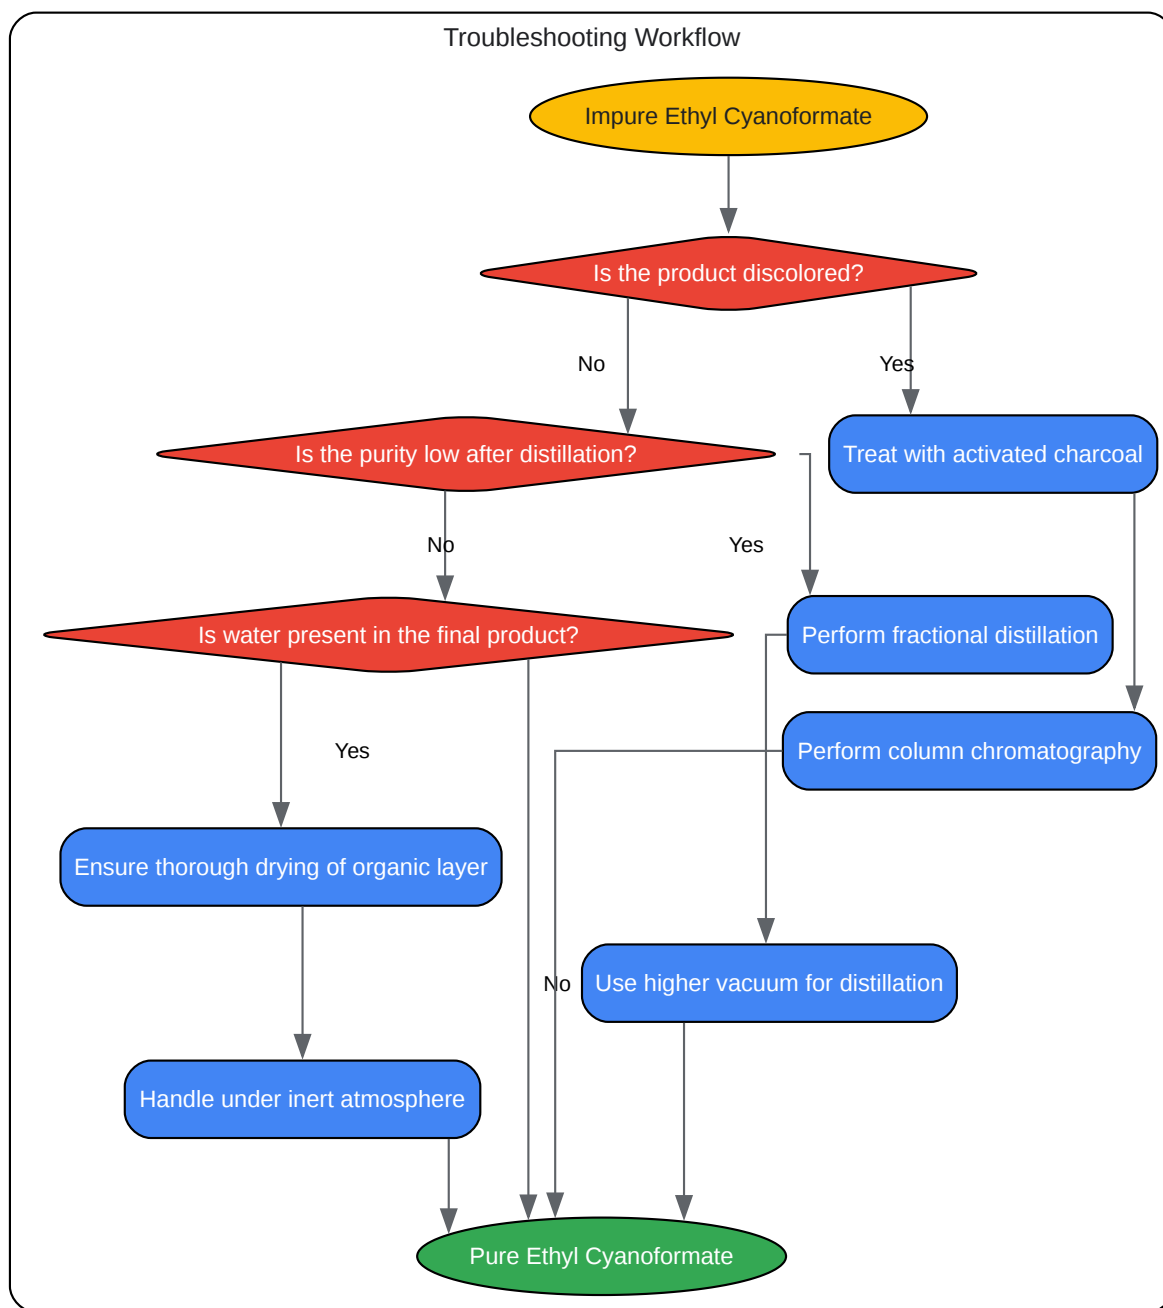 Troubleshooting Workflow
Impure Ethyl Cyanoformate
Is the product discolored?
No
Yes
Is the purity low after distillation?
Treat with activated charcoal
No
Yes
Is water present in the final product?
Perform fractional distillation
Yes
Perform column chromatography
Ensure thorough drying of organic layer
No
Use higher vacuum for distillation
Handle under inert atmosphere
Pure Ethyl Cyanoformate